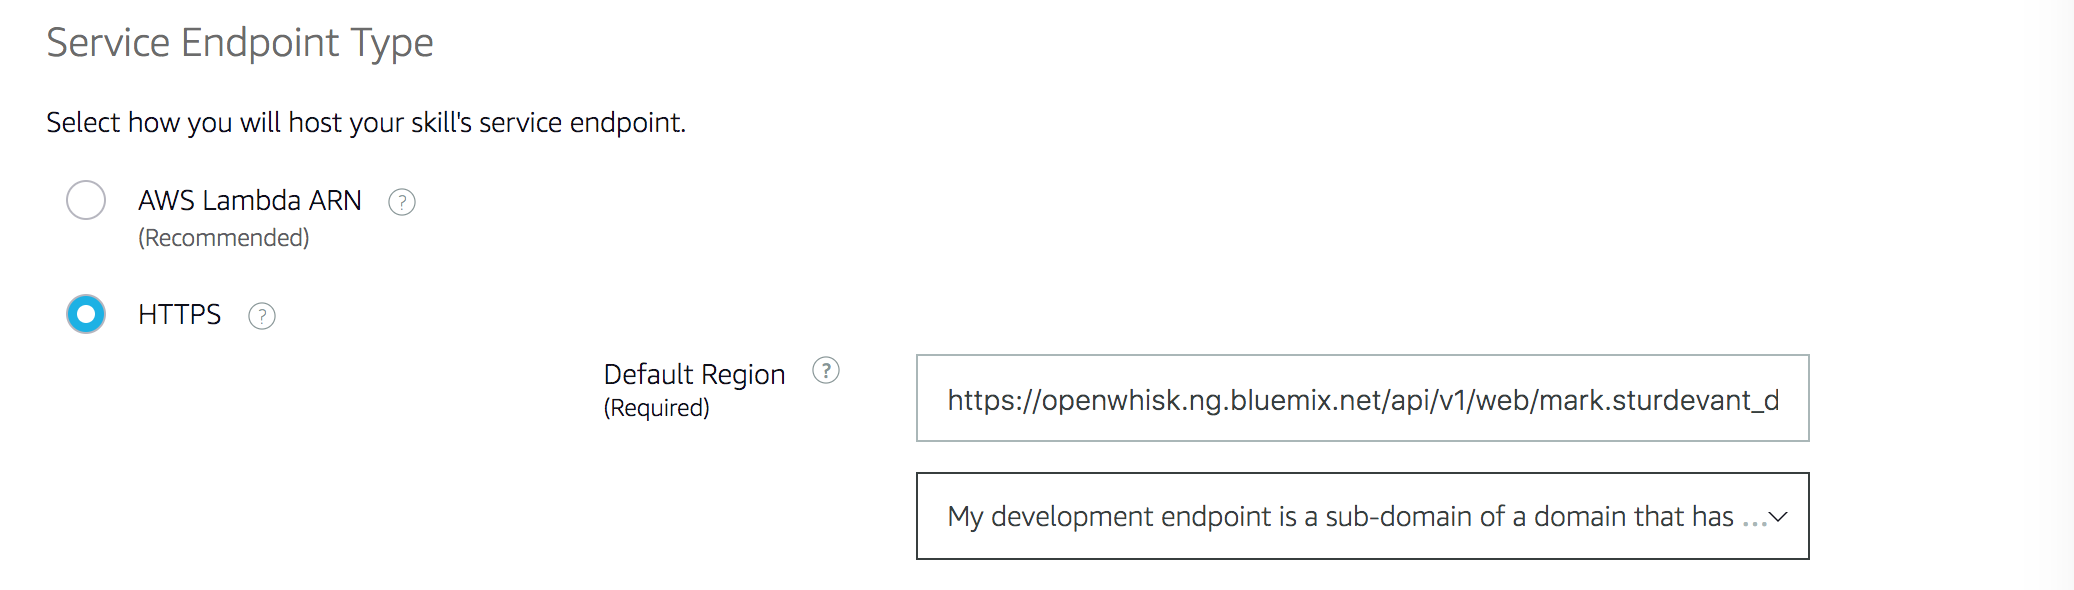 Service Endpoint Type
Select how you will host your skill's service endpoint.
AWS Lambda ARN ?
(Recommended)
HTTPS ?
Default Region ?
(Required)
https://openwhisk.ng.bluemix.net/api/v1/web/mark.sturdevant_d
My development endpoint is a sub-domain of a domain that has ...